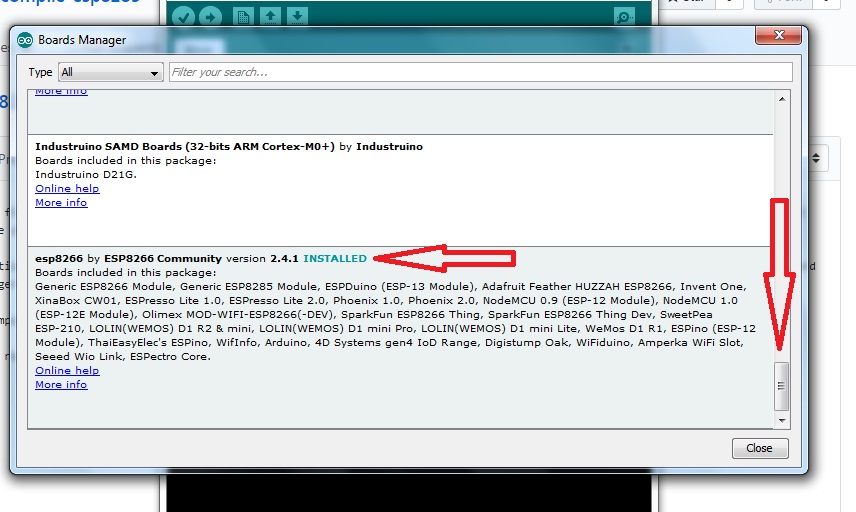 Boards Manager
Type All Filter your search...
More info
Industruino SAMD Boards (32-bits ARM Cortex-M0+) by Industruino
Boards included in this package:
Industruino D21G.
Online help
More info
esp8266 by ESP8266 Community version 2.4.1 INSTALLED
Boards included in this package:
Generic ESP8266 Module, Generic ESP8285 Module, ESPDuino (ESP-13 Module), Adafruit Feather HUZZAH ESP8266, Invent One,
XinaBox CW01, ESPresso Lite 1.0, ESPresso Lite 2.0, Phoenix 1.0, Phoenix 2.0, NodeMCU 0.9 (ESP-12 Module), NodeMCU 1.0
(ESP-12E Module), Olimex MOD-WIFI-ESP8266(-DEV), SparkFun ESP8266 Thing, SparkFun ESP8266 Thing Dev, SweetPea
ESP-210, LOLIN(WEMOS) D1 R2 & mini, LOLIN(WEMOS) D1 mini Pro, LOLIN(WEMOS) D1 mini Lite, WeMos D1 R1, ESPino (ESP-12
Module), ThaiEasyElec's ESPino, WifInfo, Arduino, 4D Systems gen4 IoD Range, Digistump Oak, WiFiduino, Amperka WiFi Slot,
Seeed Wio Link, ESPectro Core.
Online help
More info
Close